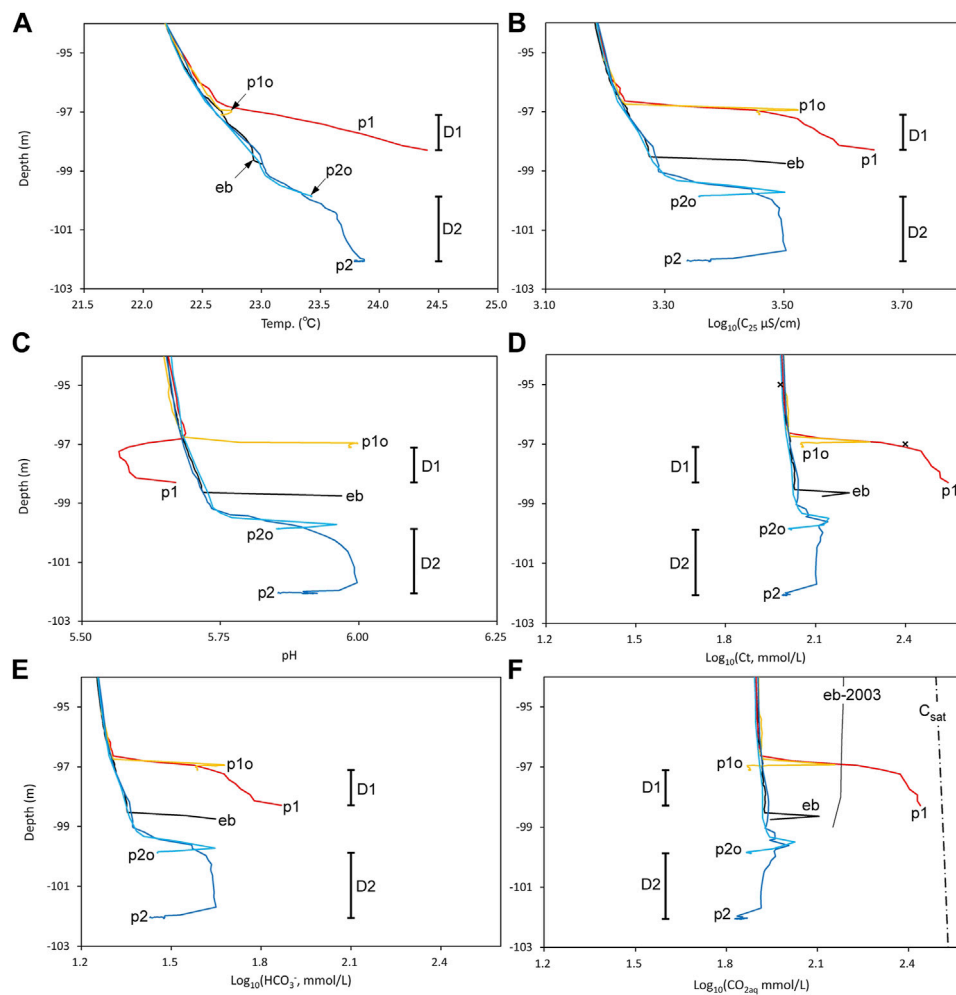 A
-95
-97
-99
-101
-103
Depth (m)
p1o
p1
D1
eb
p2o
D2
p2
21.5
22.0
22.5
23.0
23.5
24.0
24.5
25.0
Temp. (°C)
B
-95
-97
-99
-101
-103
p1o
D1
p1
eb
p2o
D2
p2
3.10
3.30
3.50
3.70
Log10(C25 µS/cm)
C
-95
-97
-99
-101
-103
p1o
D1
p1
eb
p2o
D2
p2
5.50
5.75
6.00
6.25
pH
D
-95
-97
-99
-101
-103
×
×
p1o
D1
p1
eb
p2o
D2
p2
1.2
1.5
1.8
2.1
2.4
Log10(Ct, mmol/L)
E
-95
-97
-99
-101
-103
Depth (m)
p1o
D1
p1
eb
p2o
D2
p2
1.2
1.5
1.8
2.1
2.4
Log10(HCO3-, mmol/L)
F
-95
-97
-99
-101
-103
eb-2003
Csat
p1o
D1
p1
eb
p2o
D2
p2
1.2
1.5
1.8
2.1
2.4
Log10(CO2aq mmol/L)